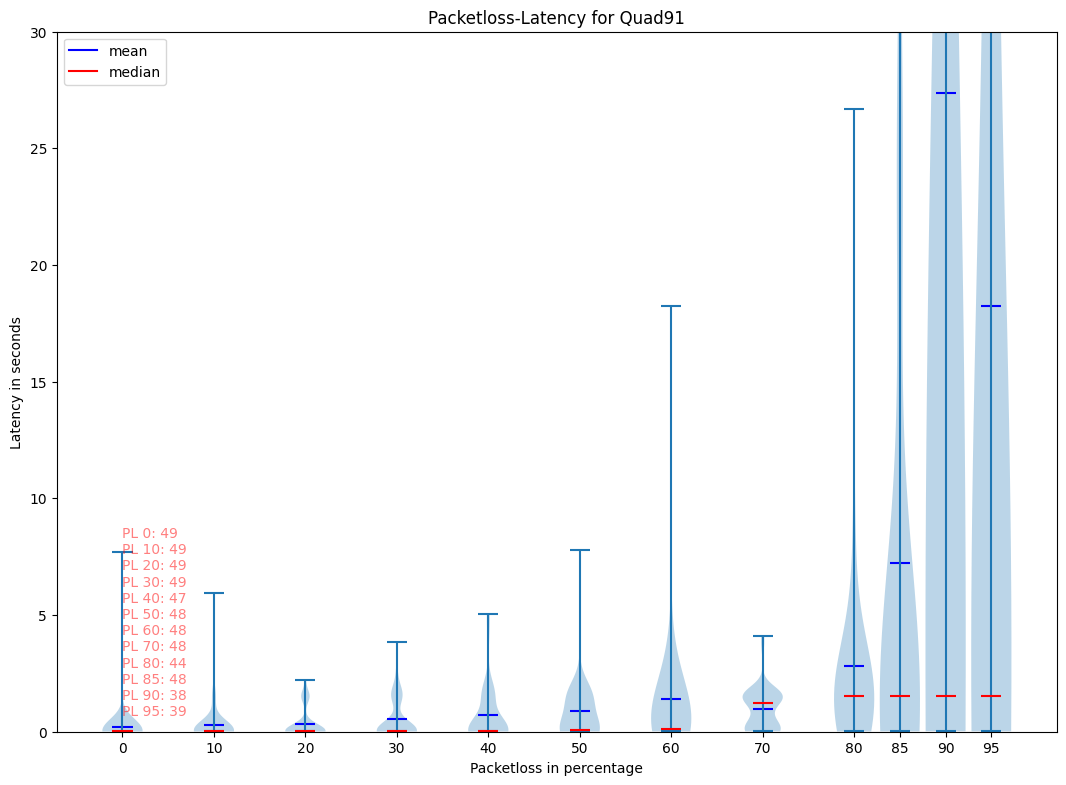 Packetloss-Latency for Quad91
mean
median
30
25
20
15
10
5
0
Latency in seconds
PL 0: 49
PL 10: 49
PL 20: 49
PL 30: 49
PL 40: 47
PL 50: 48
PL 60: 48
PL 70: 48
PL 80: 44
PL 85: 48
PL 90: 38
PL 95: 39
0 10 20 30 40 50 60 70 80 85 90 95
Packetloss in percentage